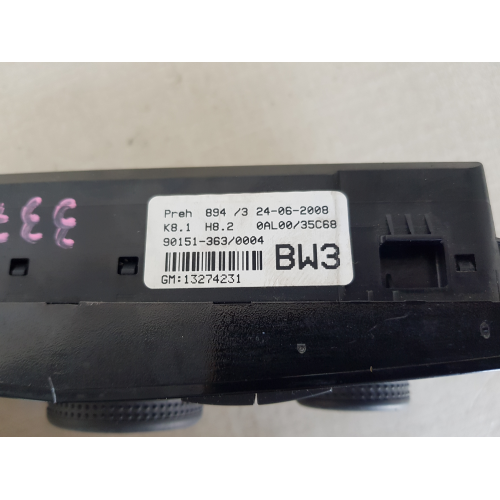 Preh 894 /3 24-06-2008
K8.1 H8.2 0AL00/35C68
90151-363/0004
BW3
GM:13274231